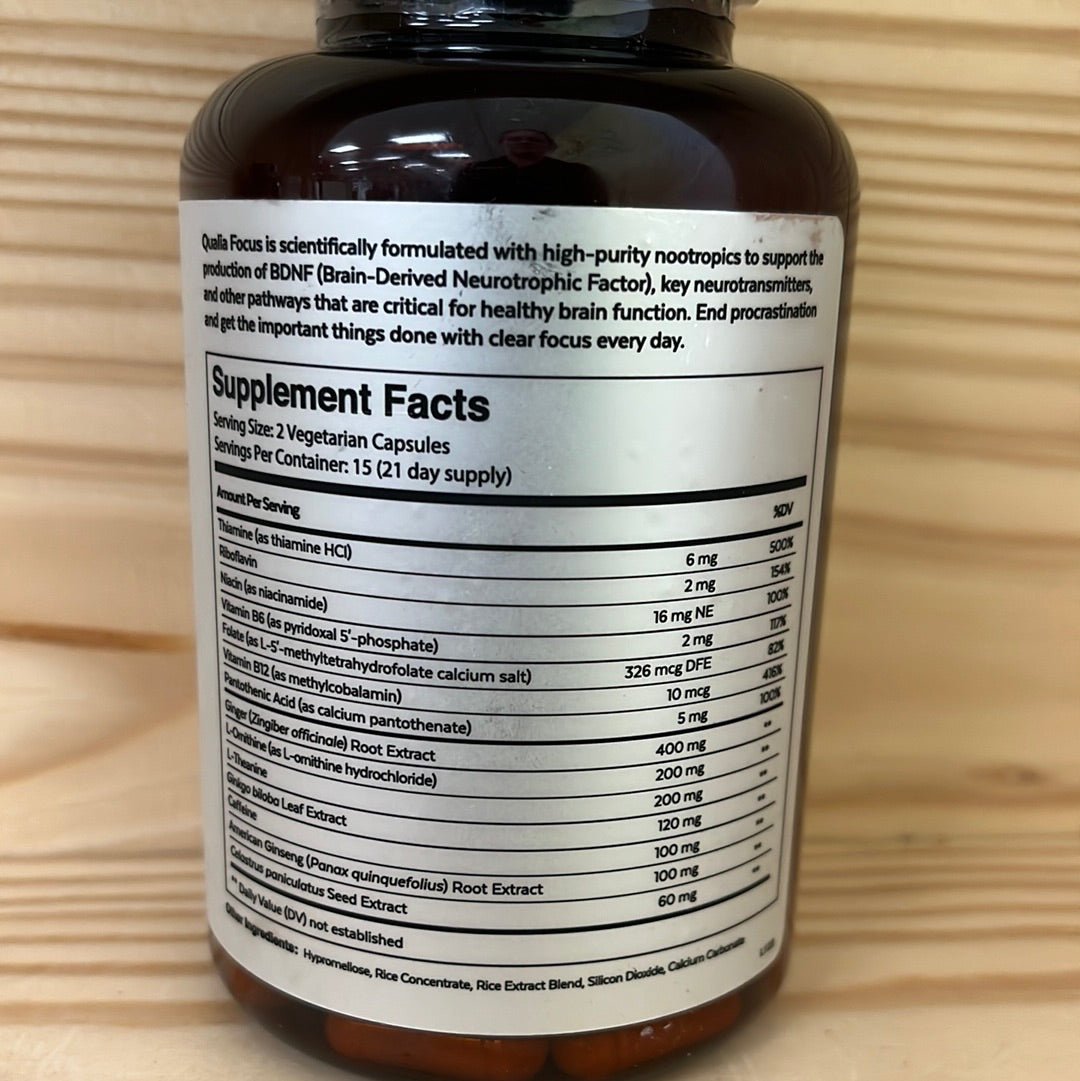 Qualia Focus is scientifically formulated with high-purity nootropics to support the
production of BDNF (Brain-Derived Neurotrophic Factor), key neurotransmitters,
and other pathways that are critical for healthy brain function. End procrastination
and get the important things done with clear focus every day.
Supplement Facts
Serving Size: 2 Vegetarian Capsules
Servings Per Container: 15 (21 day supply)
Amount Per Serving %DV
Thiamine (as thiamine HCl) 6 mg 500%
Riboflavin 2 mg 154%
Niacin (as niacinamide) 16 mg NE 100%
Vitamin B6 (as pyridoxal 5'-phosphate) 2 mg 117%
Folate (as L-5'-methyltetrahydrofolate calcium salt) 326 mcg DFE 82%
Vitamin B12 (as methylcobalamin) 10 mcg 416%
Pantothenic Acid (as calcium pantothenate) 5 mg 100%
Ginger (Zingiber officinale) Root Extract 400 mg **
L-Ornithine (as L-ornithine hydrochloride) 200 mg **
L-Theanine 200 mg **
Ginkgo biloba Leaf Extract 120 mg **
Caffeine 100 mg **
American Ginseng (Panax quinquefolius) Root Extract 100 mg **
Celastrus paniculatus Seed Extract 60 mg **
** Daily Value (DV) not established
Other Ingredients: Hypromellose, Rice Concentrate, Rice Extract Blend, Silicon Dioxide, Calcium Carbonate